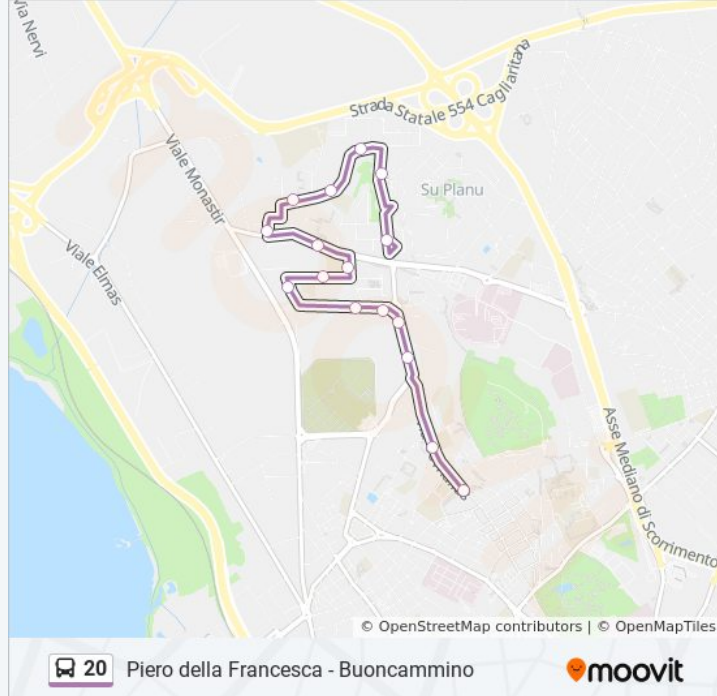 Via Nervi
Strada Statale 554 Cagliaritana
Viale Monastir
Su Planu
Viale Elmas
Asse Mediano di Scorrimento
© OpenStreetMap contributors | © OpenMapTiles
20 Piero della Francesca - Buoncammino moovit